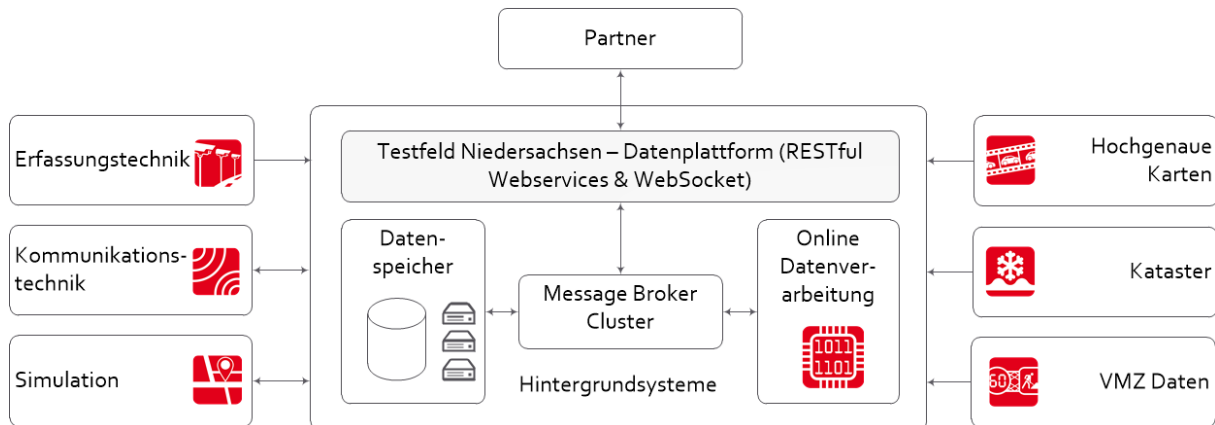 Partner
Testfeld Niedersachsen – Datenplattform (RESTful
Webservices & WebSocket)
Erfassungstechnik
Kommunikations-
technik
Simulation
Daten-
speicher
Message Broker
Cluster
Online
Datenver-
arbeitung
1011
1101
Hintergrundsysteme
Hochgenaue
Karten
Kataster
60
VMZ Daten